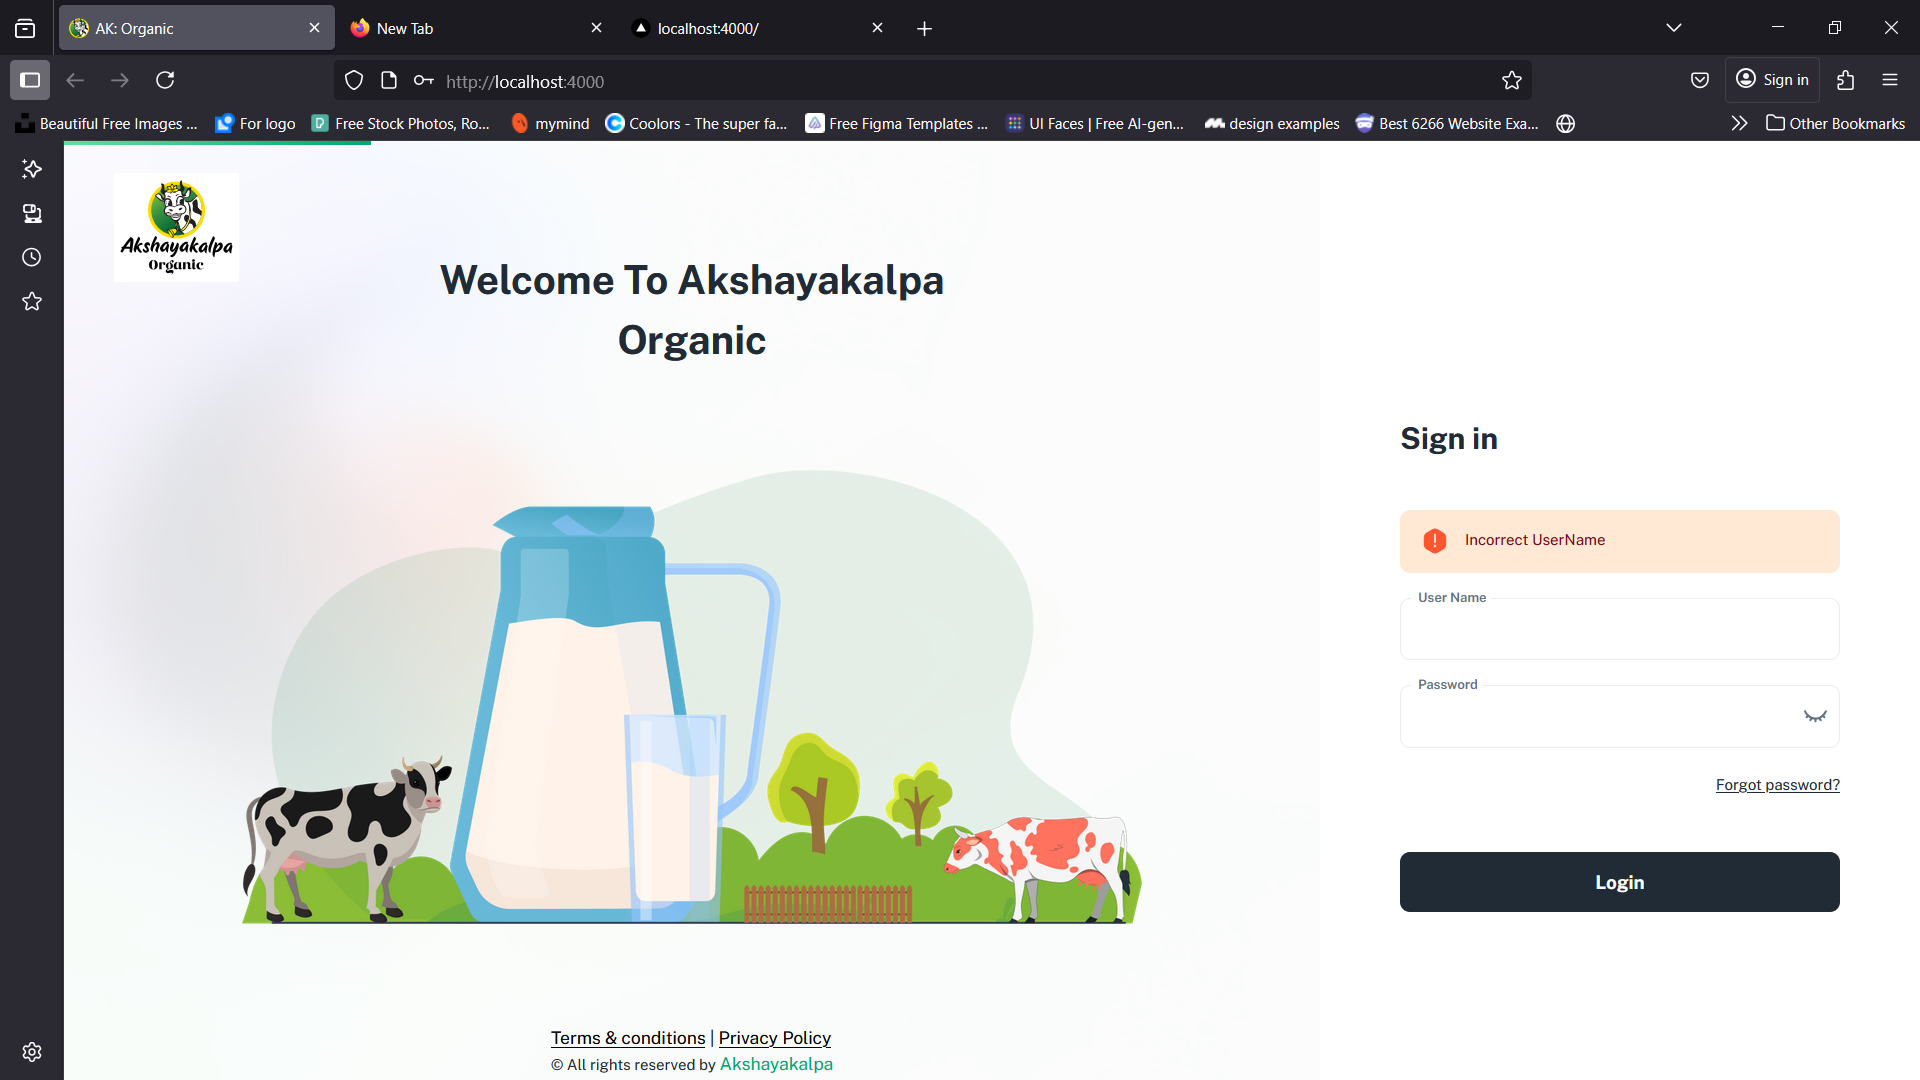 AK: Organic
New Tab
localhost:4000/
http://localhost:4000
Sign in
Beautiful Free Images ...
For logo
Free Stock Photos, Ro...
mymind
Coolors - The super fa...
Free Figma Templates ...
UI Faces | Free AI-gen...
design examples
Best 6266 Website Exa...
Other Bookmarks
Akshayakalpa
Organic
Welcome To Akshayakalpa
Organic
Sign in
Incorrect UserName
User Name
Password
Forgot password?
Login
Terms & conditions | Privacy Policy
© All rights reserved by Akshayakalpa